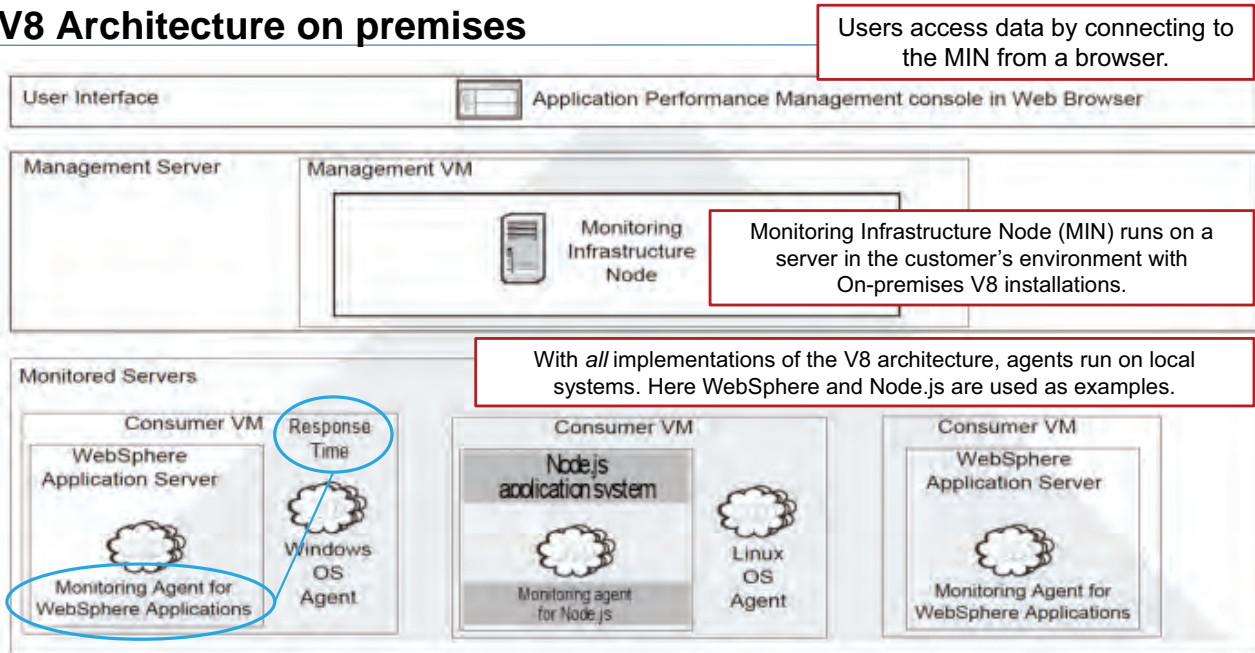 V8 Architecture on premises
Users access data by connecting to
the MIN from a browser.
User Interface
Application Performance Management console in Web Browser
Management Server
Management VM
Monitoring
Infrastructure
Node
Monitoring Infrastructure Node (MIN) runs on a
server in the customer’s environment with
On-premises V8 installations.
With all implementations of the V8 architecture, agents run on local
systems. Here WebSphere and Node.js are used as examples.
Monitored Servers
Consumer VM
WebSphere
Application Server
Monitoring Agent for
WebSphere Applications
Response
Time
Windows
OS
Agent
Consumer VM
Node.js
application system
Monitoring agent
for Node.js
Linux
OS
Agent
Consumer VM
WebSphere
Application Server
Monitoring Agent for
WebSphere Applications